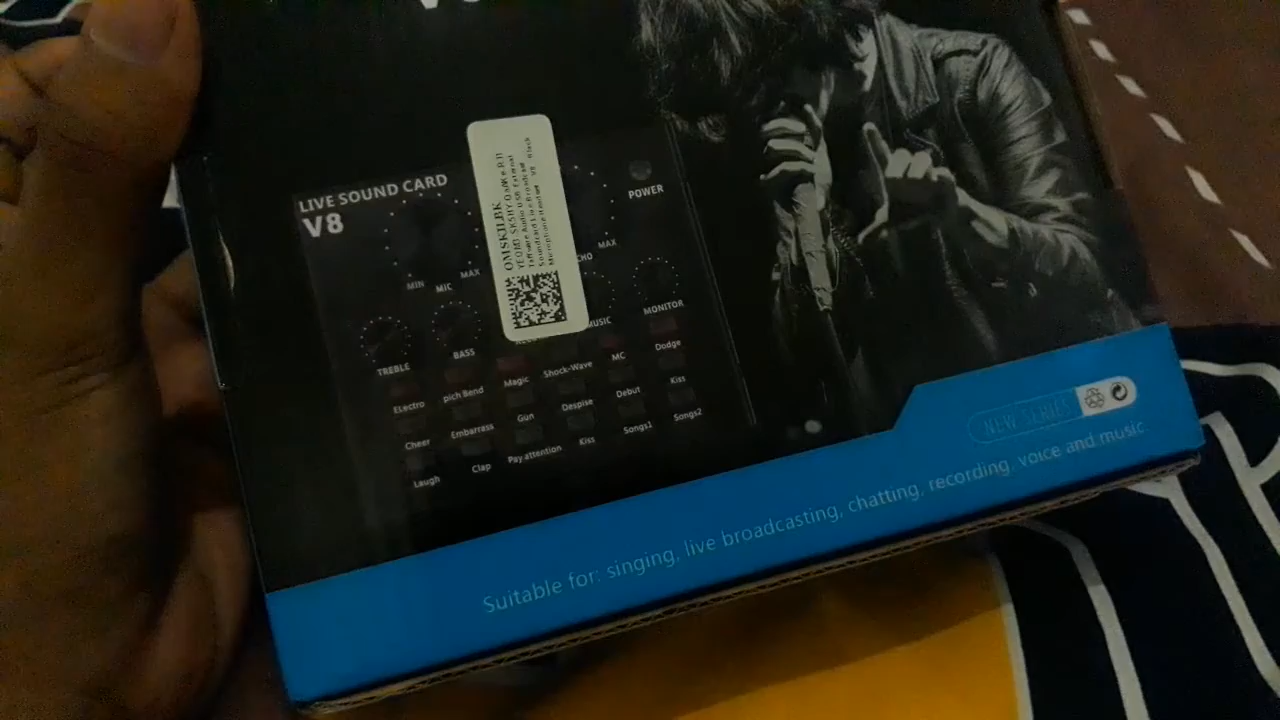 V8
LIVE SOUND CARD
V8
POWER
MIN MIC MAX
MAX
OMSK1LBK
TREBLE BASS MUSIC MONITOR
ELectro pich Bend Magic Shock-Wave MC Dodge
Cheer Embarrass Gun Despise Debut Kiss
Laugh Clap Pay attention Kiss Songs1 Songs2
NEW SERIES
Suitable for: singing, live broadcasting, chatting, recording, voice and music